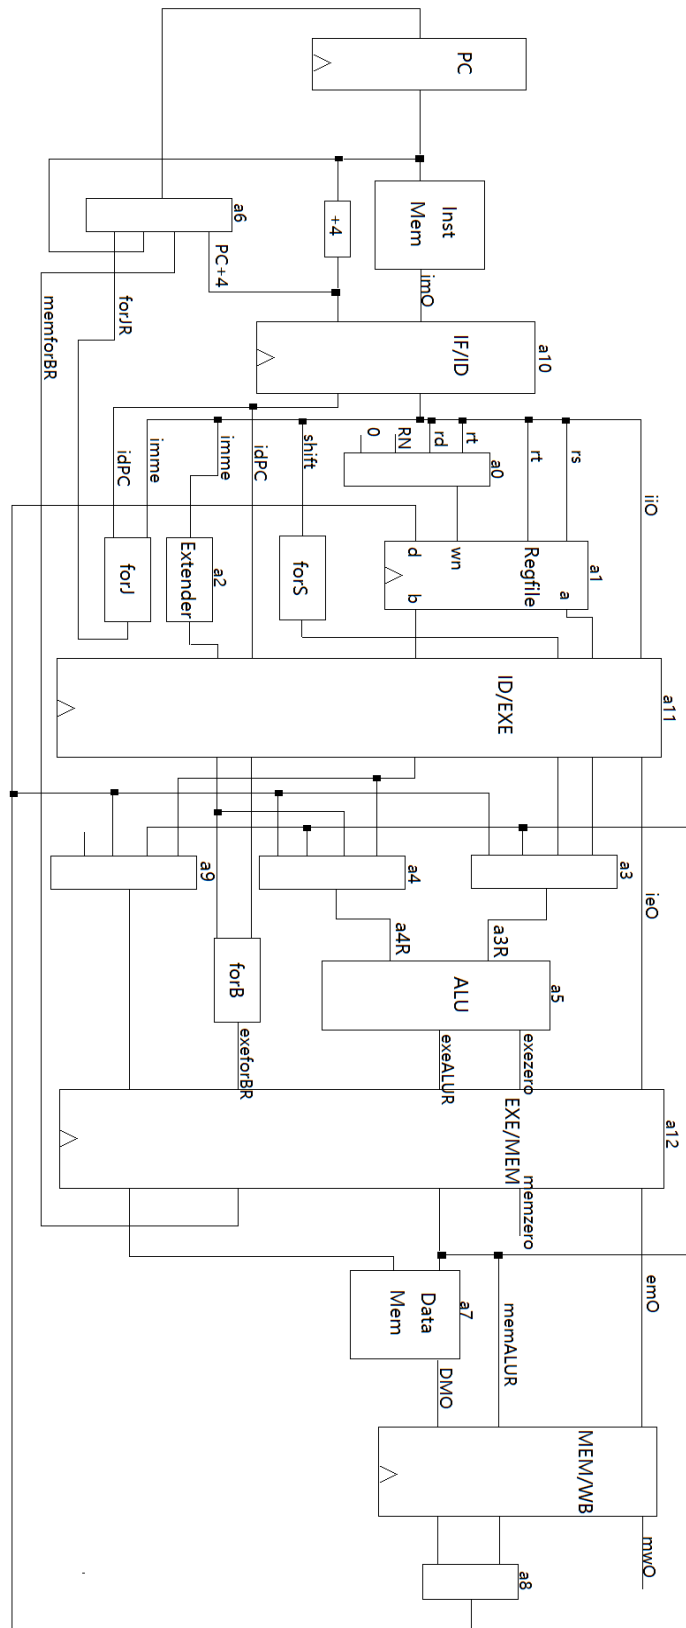 PC
Inst
Mem
a6
+4
PC+4
imO
forJR
memforBR
IF/ID
a10
0
RN
rd
rt
a0
rt
rs
iiO
idPC
imme
imme
idPC
shift
forJ
Extender
a2
forS
d
wn
b
Regfile
a
a1
ID/EXE
a11
a9
a4
a3
ieO
a4R
a3R
forB
ALU
a5
exeforBR
exeALUR
exezero
EXE/MEM
a12
memzero
Data
Mem
a7
memALUR
emO
DMO
MEM/WB
mwO
a8